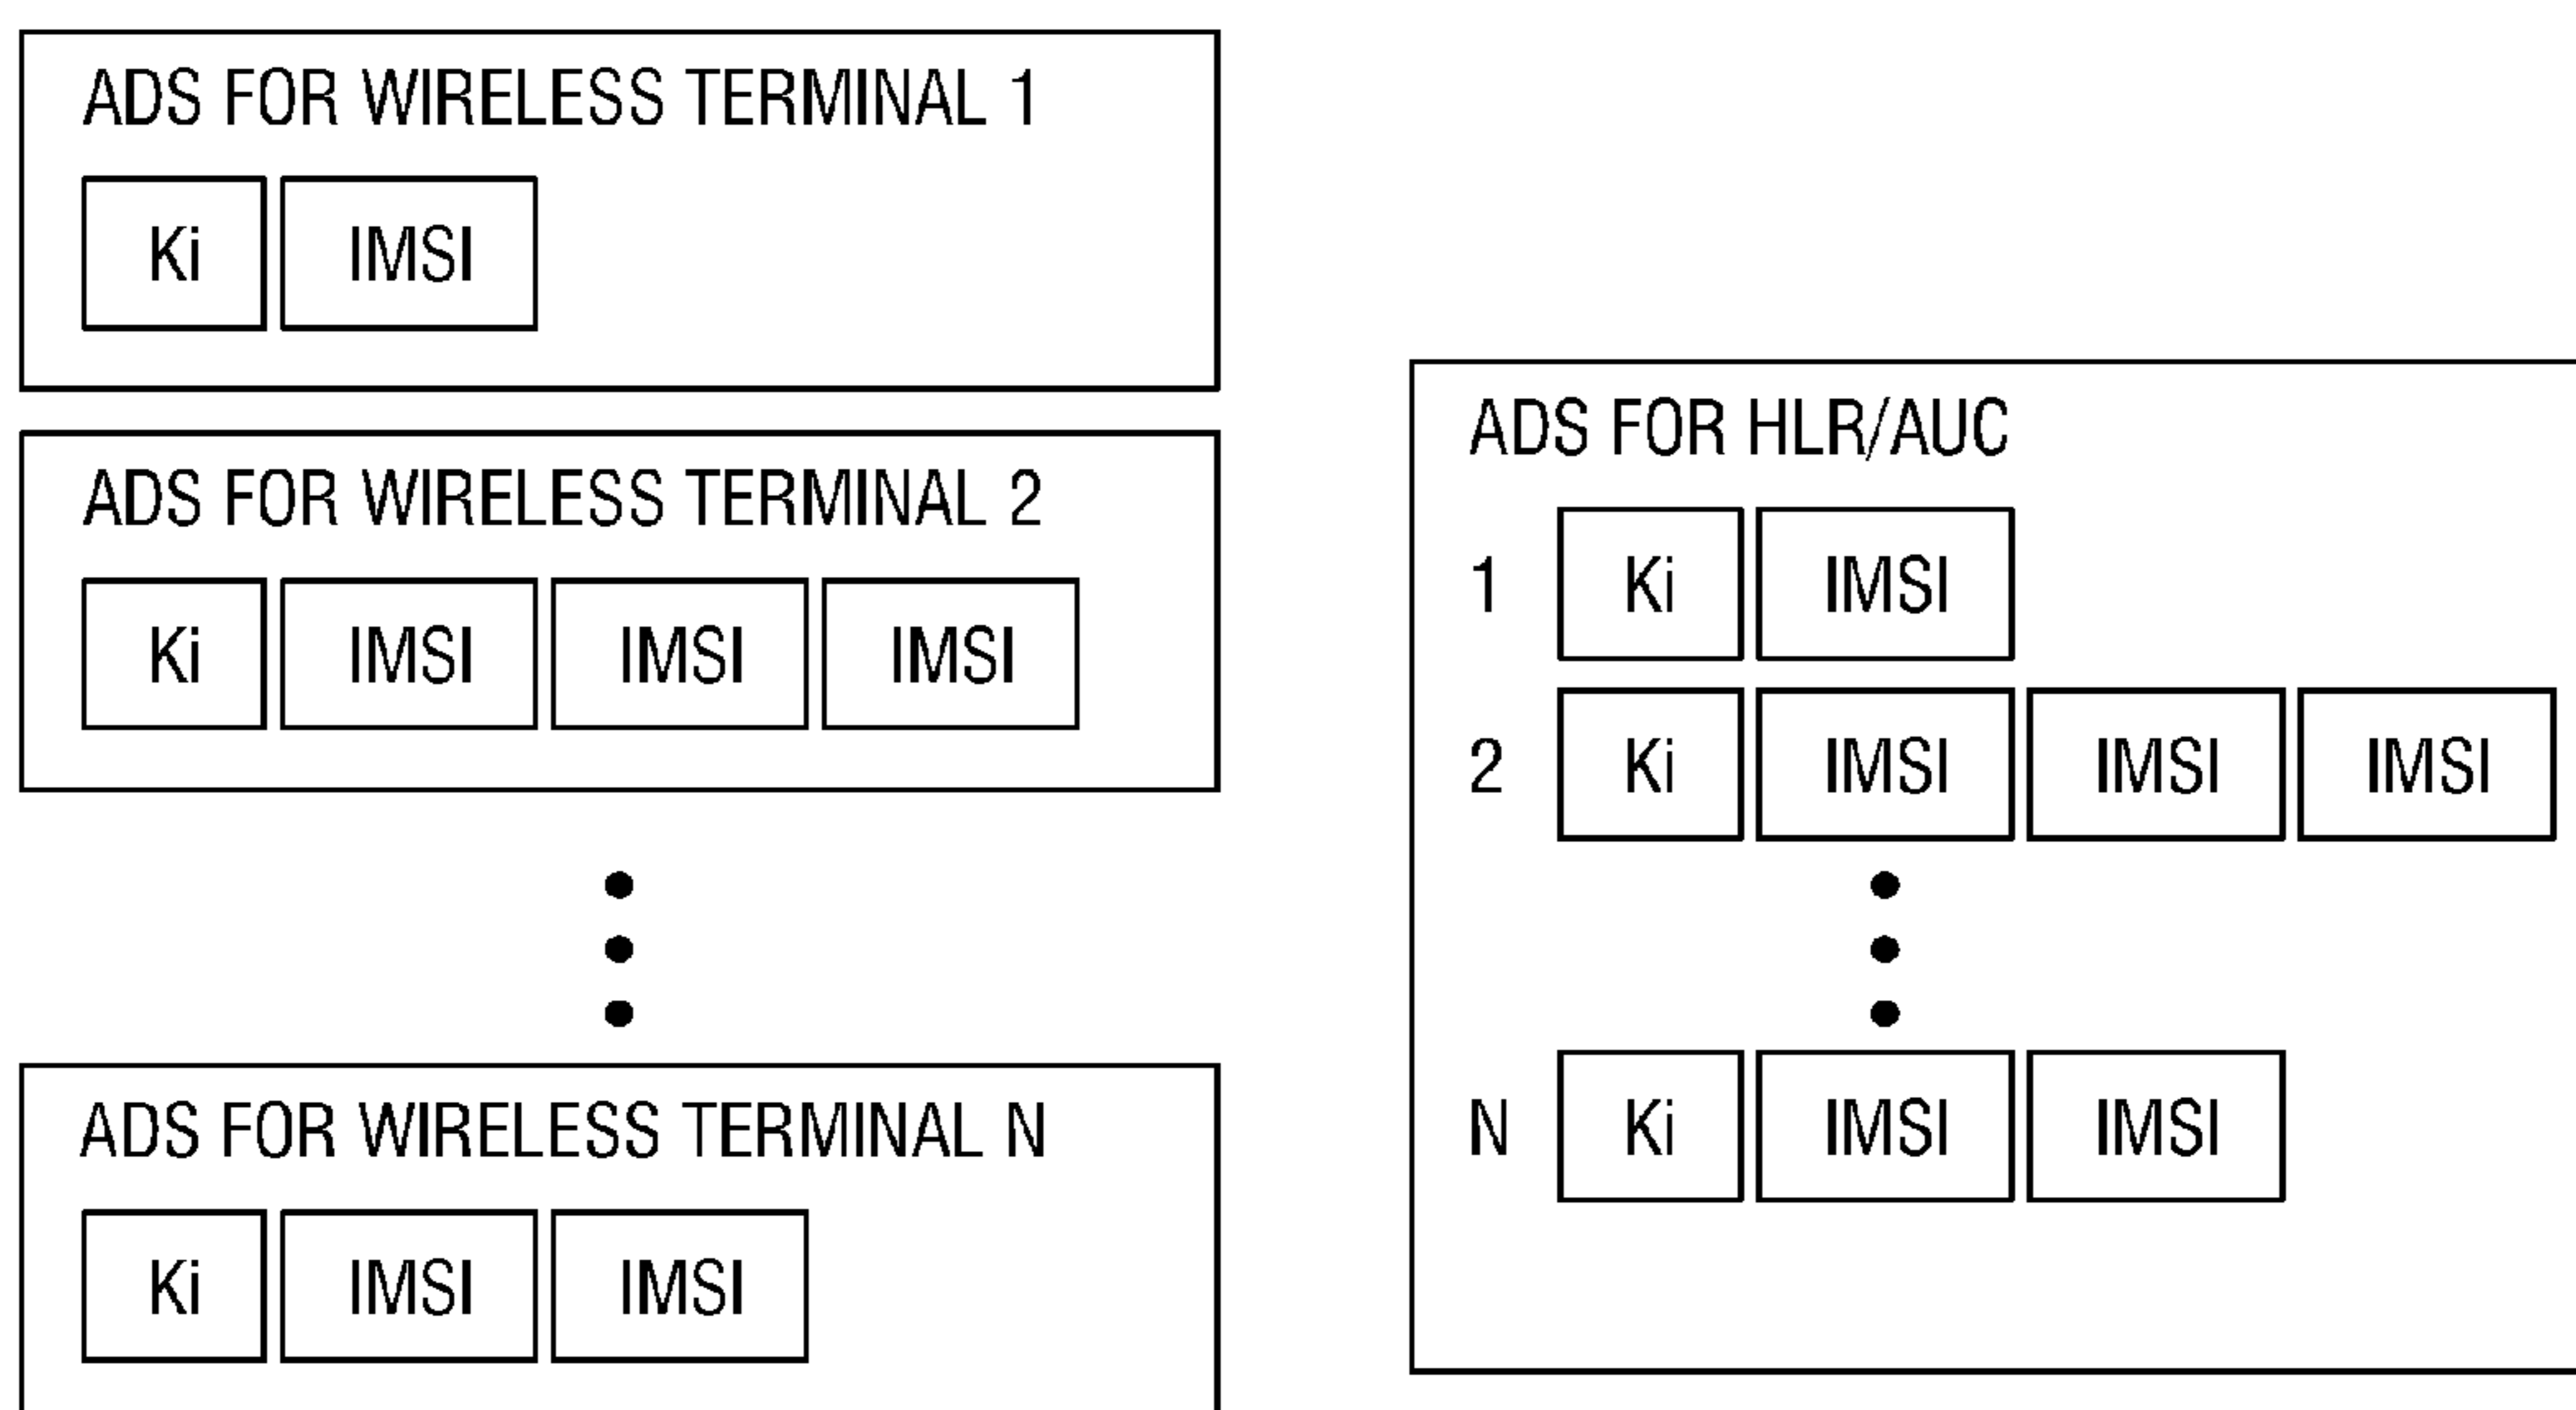 ADS FOR WIRELESS TERMINAL 1
Ki IMSI
ADS FOR WIRELESS TERMINAL 2
Ki IMSI IMSI IMSI
ADS FOR WIRELESS TERMINAL N
Ki IMSI IMSI
ADS FOR HLR/AUC
1 Ki IMSI
2 Ki IMSI IMSI IMSI
N Ki IMSI IMSI